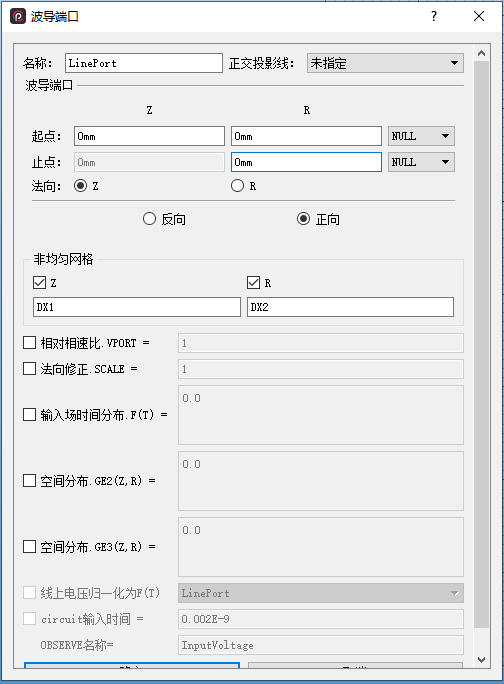 波导端口
名称: LinePort 正交投影线: 未指定
波导端口
Z R
起点: 0mm 0mm NULL
止点: 0mm 0mm NULL
法向: Z R
反向 正向
非均匀网格
Z R
DX1 DX2
相对相速比.VPORT = 1
法向修正.SCALE = 1
输入场时间分布.F(T) = 0.0
空间分布.GE2(Z,R) = 0.0
空间分布.GE3(Z,R) = 0.0
线上电压归一化为F(T) LinePort
circuit输入时间 = 0.002E-9
OBSERVE名称= InputVoltage